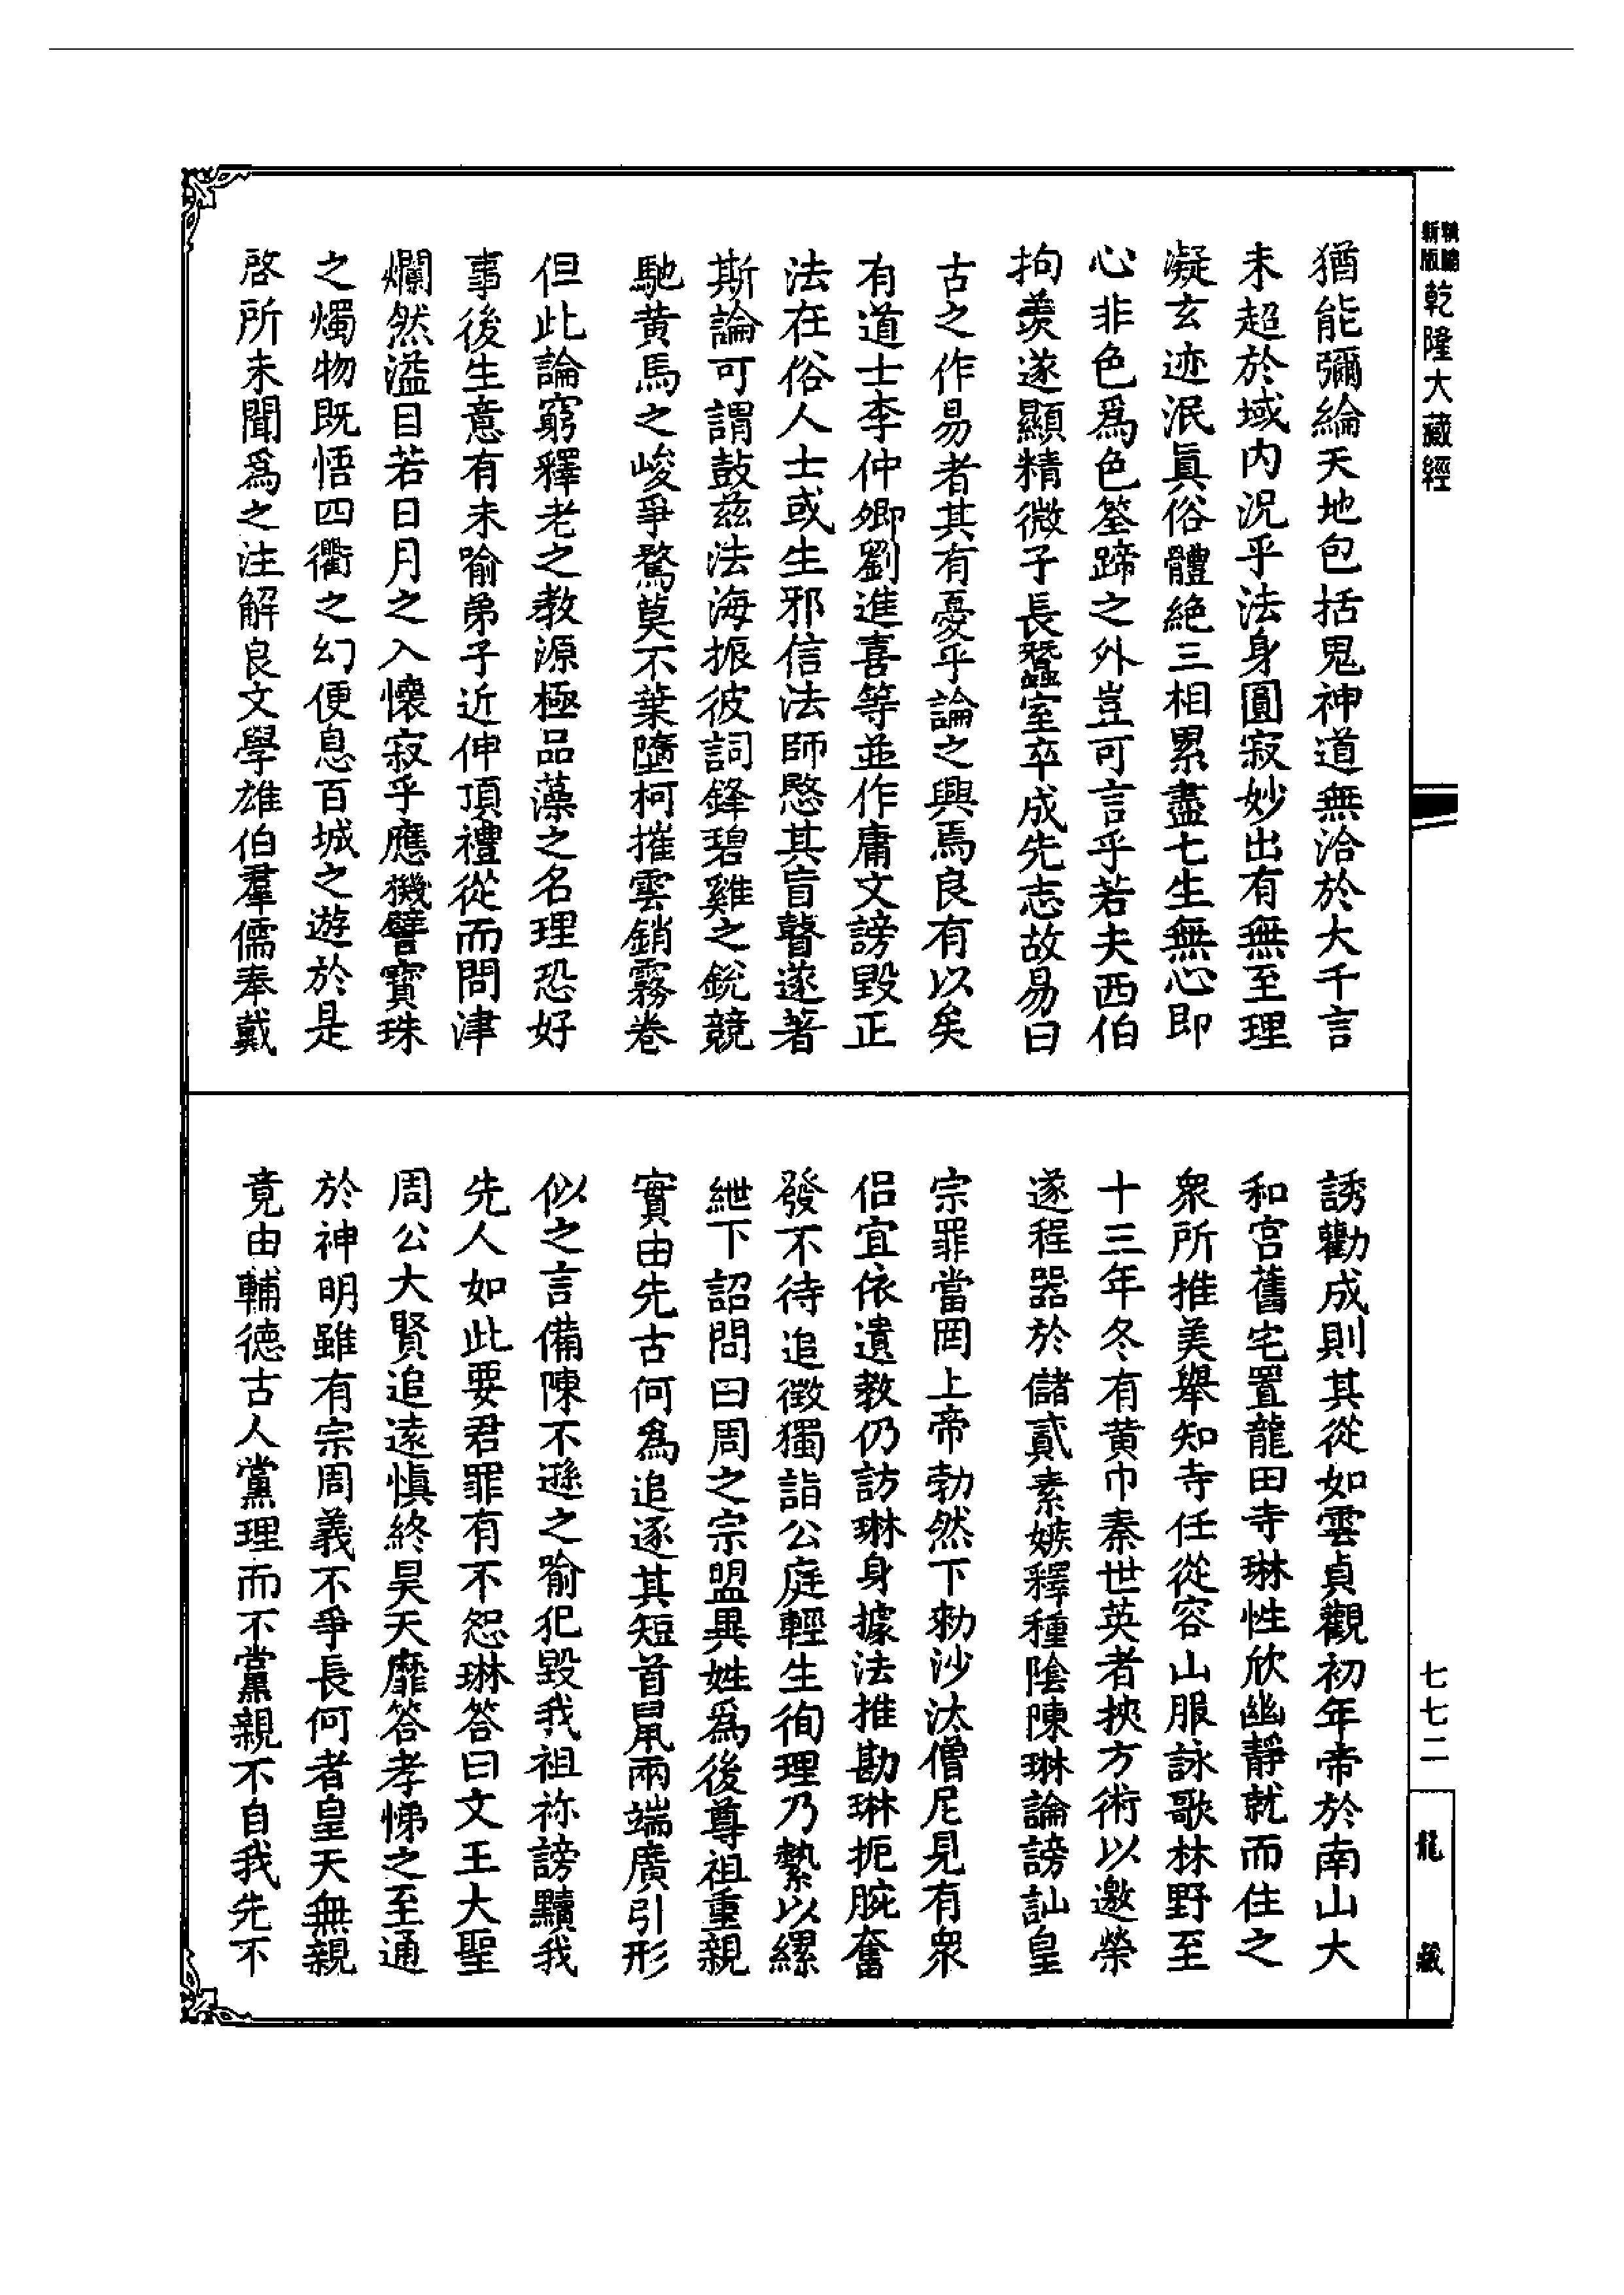 新編
新版
乾隆大藏經
七七二
龍藏
猶能彌綸天地包括鬼神道無洽於大千言
未超於域內況乎法身圓寂妙出有無至理
凝玄迹泯眞俗體絶三相累盡七生無心即
心非色爲色筌蹄之外豈可言乎若夫西伯
拘羑遂顯精微子長蠶室卒成先志故易曰
古之作易者其有憂乎論之興焉良有以矣
有道士李仲卿劉進喜等並作庸文謗毀正
法在俗人士或生邪信法師愍其盲瞽遂著
斯論可謂鼓茲法海振彼詞鋒碧雞之銳競
馳黄馬之峻爭騖莫不葉墮柯摧雲銷霧卷
但此論窮釋老之教源極品藻之名理恐好
事後生意有未喻弟子近伸頂禮從而問津
爛然溢目若日月之入懷寂乎應機譬寶珠
之燭物既悟四衢之幻便息百城之遊於是
啓所未聞爲之注解良文學雄伯羣儒奉戴
誘勸成則其從如雲貞觀初年帝於南山大
和宮舊宅置龍田寺琳性欣幽靜就而住之
衆所推美舉知寺任從容山服詠歌林野至
十三年冬有黄巾秦世英者挾方術以邀榮
遂程器於儲貳素嫉釋種陰陳琳論謗訕皇
宗罪當罔上帝勃然下勑沙汰僧尼見有衆
侶宜依遺教仍訪琳身據法推勘琳扼腕奮
發不待追徵獨詣公庭輕生徇理乃縶以縲
紲下詔問曰周之宗盟異姓爲後尊祖重親
實由先古何爲追逐其短首鼠兩端廣引形
似之言備陳不遜之喻犯毀我祖祢謗黷我
先人如此要君罪有不恕琳答曰文王大聖
周公大賢追遠愼終昊天靡答孝悌之至通
於神明雖有宗周義不爭長何者皇天無親
竟由輔德古人黨理而不黨親不自我先不